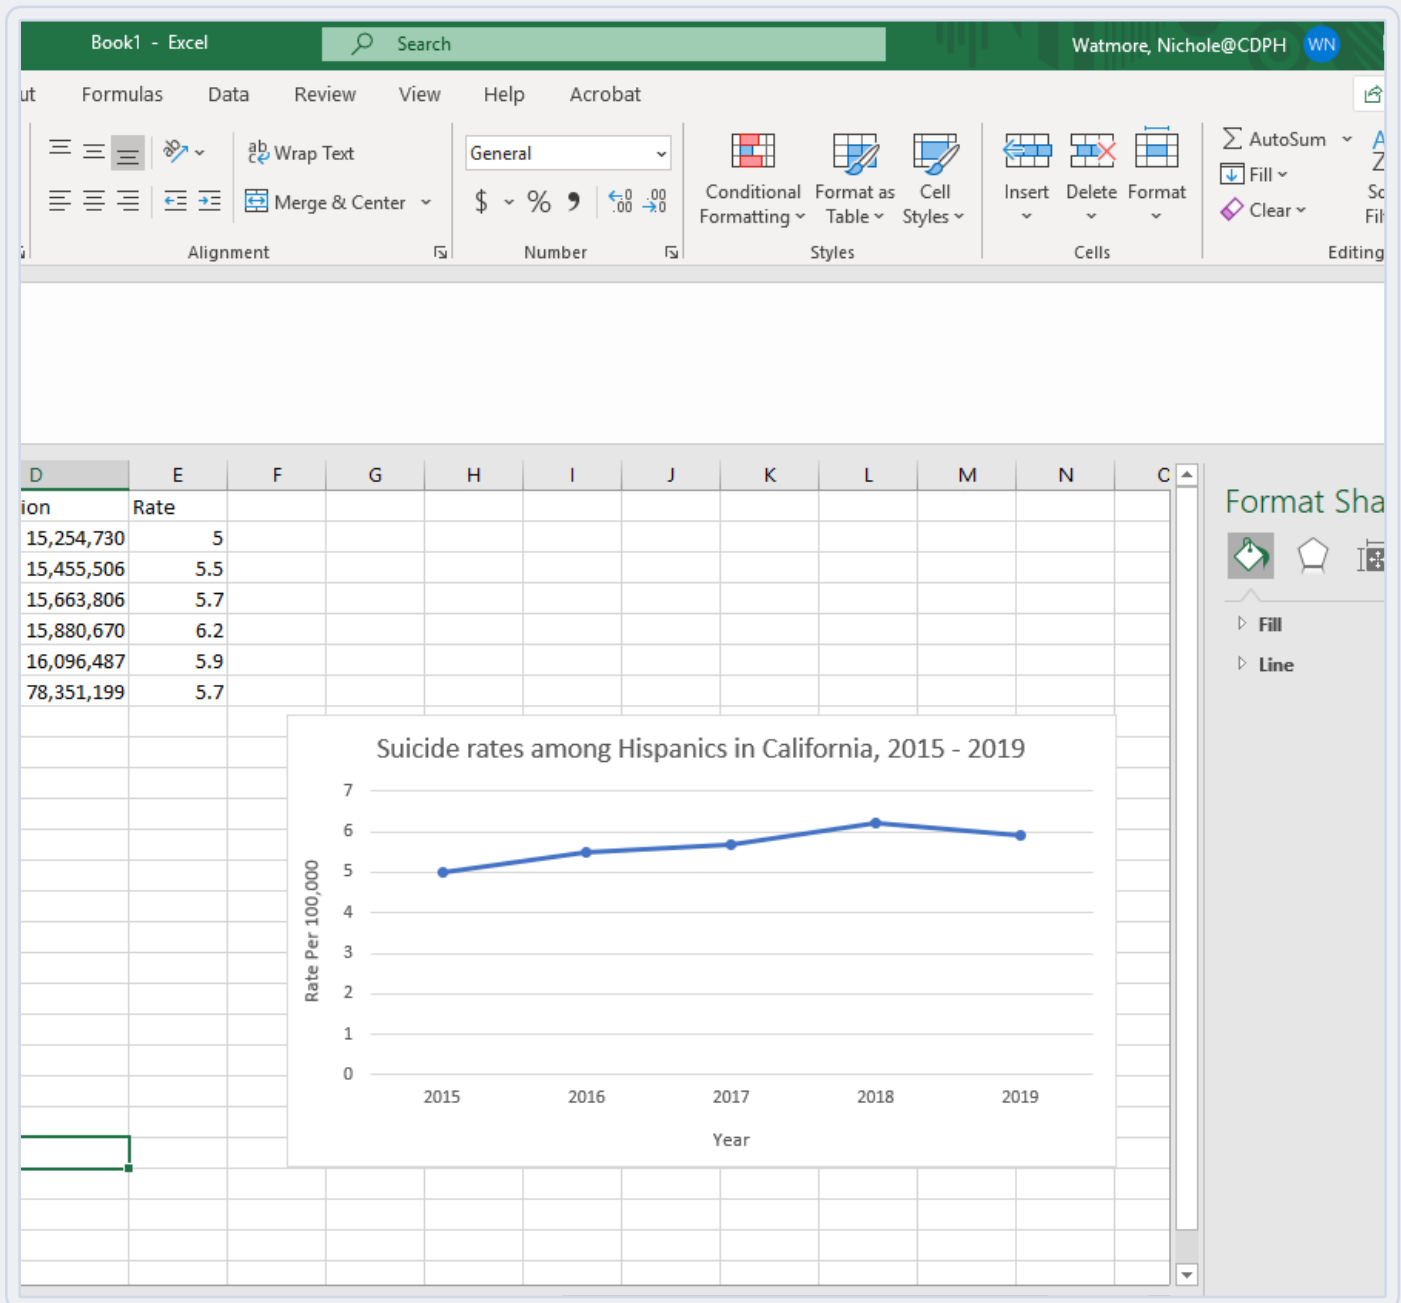 Book1 - Excel
Search
Watmore, Nichole@CDPH
WN
ut Formulas Data Review View Help Acrobat
ab Wrap Text
Merge & Center
Alignment
General
$ % 9
Number
Conditional Formatting
Format as Table
Cell Styles
Styles
Insert
Delete
Format
Cells
AutoSum
Fill
Clear
Editing
D E F G H I J K L M N O
ion Rate
15,254,730 5
15,455,506 5.5
15,663,806 5.7
15,880,670 6.2
16,096,487 5.9
78,351,199 5.7
Suicide rates among Hispanics in California, 2015 - 2019
Rate Per 100,000
7
6
5
4
3
2
1
0
2015 2016 2017 2018 2019
Year
Format Sha
Fill
Line